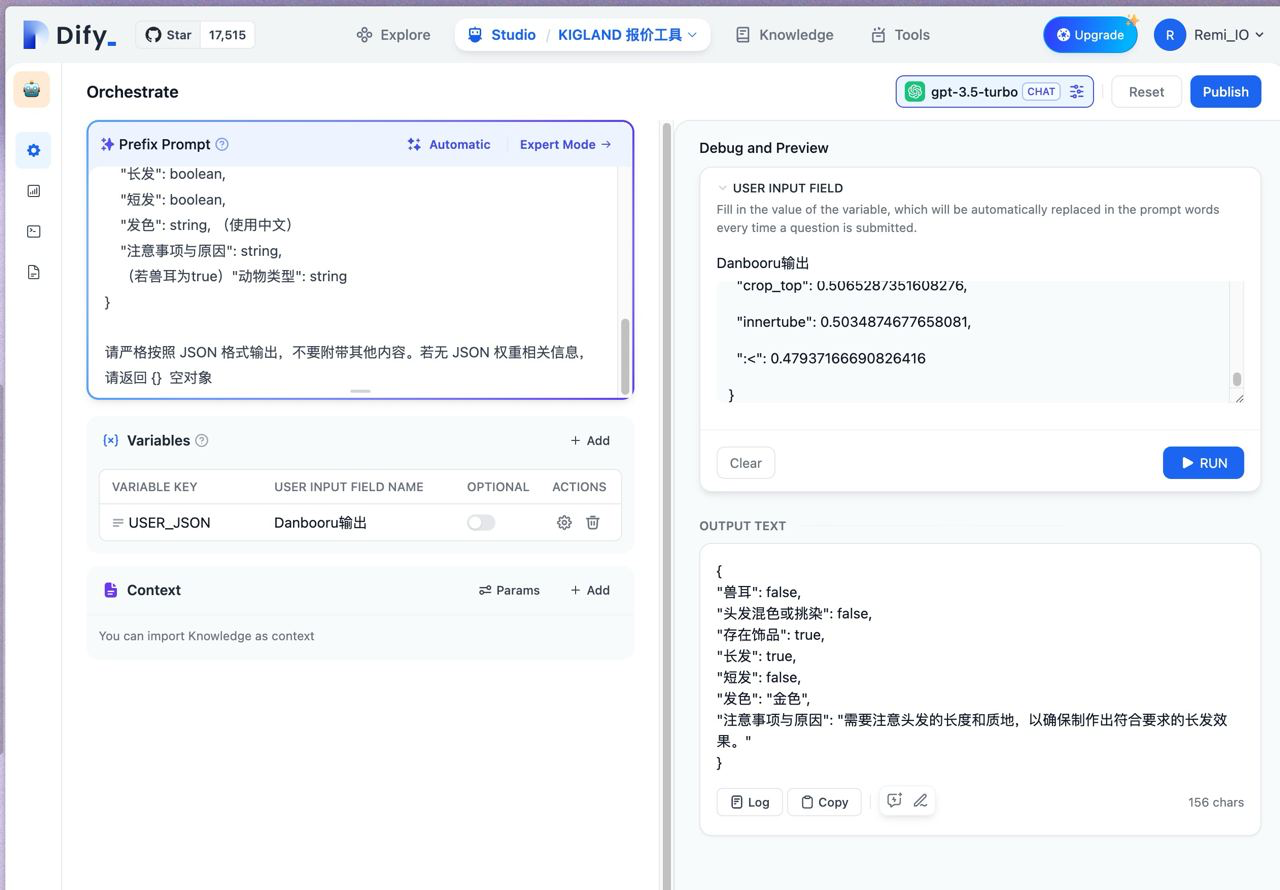 Dify_
Star 17,515
Explore
Studio / KIGLAND 报价工具
Knowledge
Tools
Upgrade
R Remi_IO
Orchestrate
gpt-3.5-turbo CHAT
Reset
Publish
Prefix Prompt
Automatic
Expert Mode →
"长发": boolean,
"短发": boolean,
"发色": string, （使用中文）
"注意事项与原因": string,
（若兽耳为true）"动物类型": string
}
请严格按照 JSON 格式输出，不要附带其他内容。若无 JSON 权重相关信息，
请返回 {} 空对象
{x} Variables
+ Add
VARIABLE KEY USER INPUT FIELD NAME OPTIONAL ACTIONS
USER_JSON Danbooru输出
Context
Params
+ Add
You can import Knowledge as context
Debug and Preview
USER INPUT FIELD
Fill in the value of the variable, which will be automatically replaced in the prompt words
every time a question is submitted.
Danbooru输出
"crop_top": 0.5065287351608276,
"innertube": 0.5034874677658081,
":<": 0.47937166690826416
}
Clear
RUN
OUTPUT TEXT
{
"兽耳": false,
"头发混色或挑染": false,
"存在饰品": true,
"长发": true,
"短发": false,
"发色": "金色",
"注意事项与原因": "需要注意头发的长度和质地，以确保制作出符合要求的长发效
果。"
}
Log
Copy
156 chars